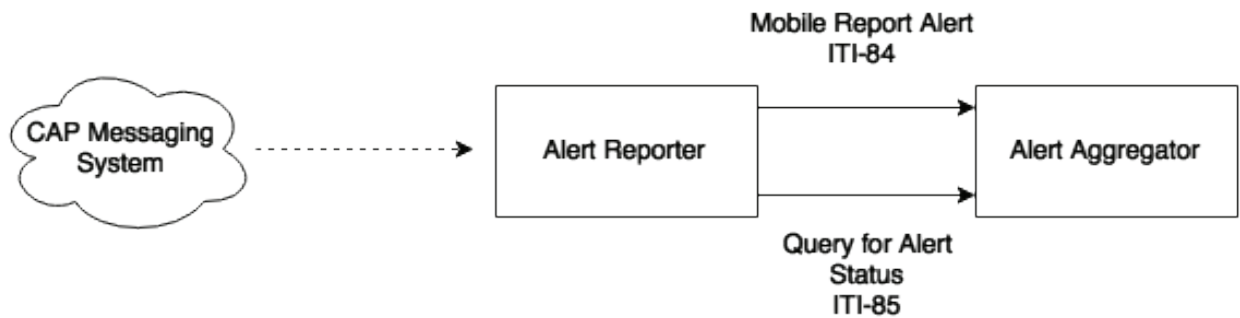 Mobile Report Alert
ITI-84
CAP Messaging
System
Alert Reporter
Alert Aggregator
Query for Alert
Status
ITI-85